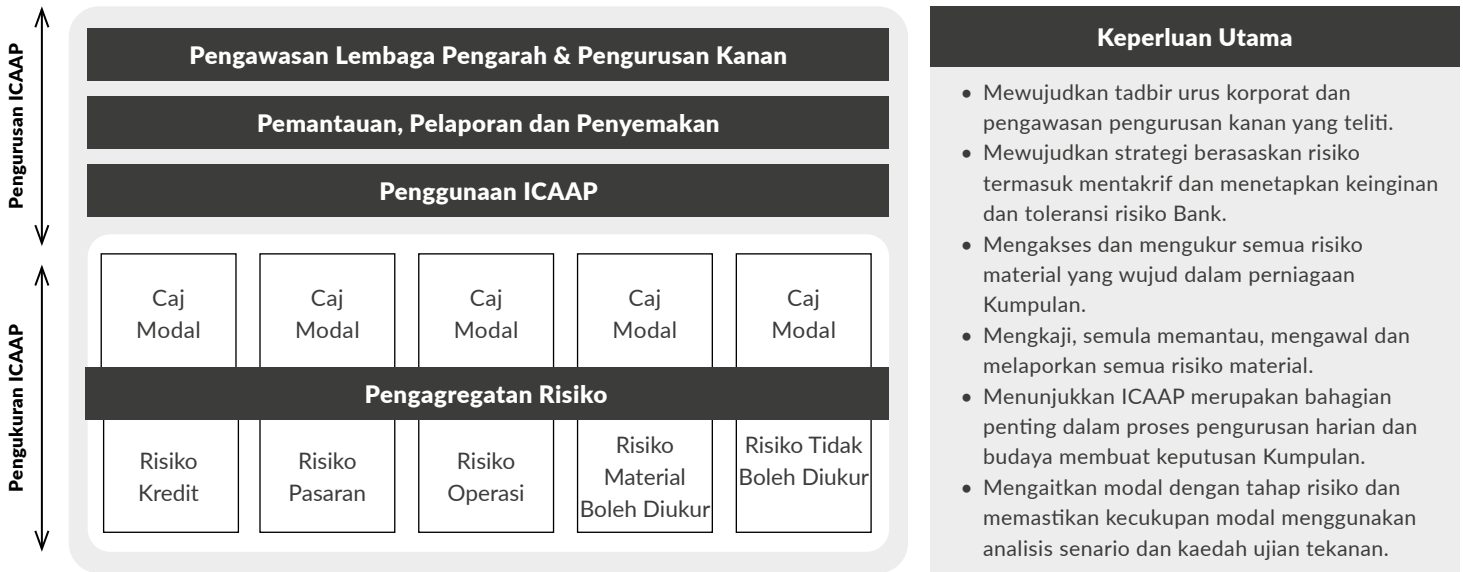 Pengurusan ICAAP
Pengawasan Lembaga Pengarah & Pengurusan Kanan
Pemantauan, Pelaporan dan Penyemakan
Penggunaan ICAAP
Pengukuran ICAAP
Caj
Modal
Caj
Modal
Caj
Modal
Caj
Modal
Caj
Modal
Pengagregatan Risiko
Risiko
Kredit
Risiko
Pasaran
Risiko
Operasi
Risiko
Material
Boleh Diukur
Risiko Tidak
Boleh Diukur
Keperluan Utama
• Mewujudkan tadbir urus korporat dan
pengawasan pengurusan kanan yang teliti.
• Mewujudkan strategi berasaskan risiko
termasuk mentakrif dan menetapkan keinginan
dan toleransi risiko Bank.
• Mengakses dan mengukur semua risiko
material yang wujud dalam perniagaan
Kumpulan.
• Mengkaji, semula memantau, mengawal dan
melaporkan semua risiko material.
• Menunjukkan ICAAP merupakan bahagian
penting dalam proses pengurusan harian dan
budaya membuat keputusan Kumpulan.
• Mengaitkan modal dengan tahap risiko dan
memastikan kecukupan modal menggunakan
analisis senario dan kaedah ujian tekanan.